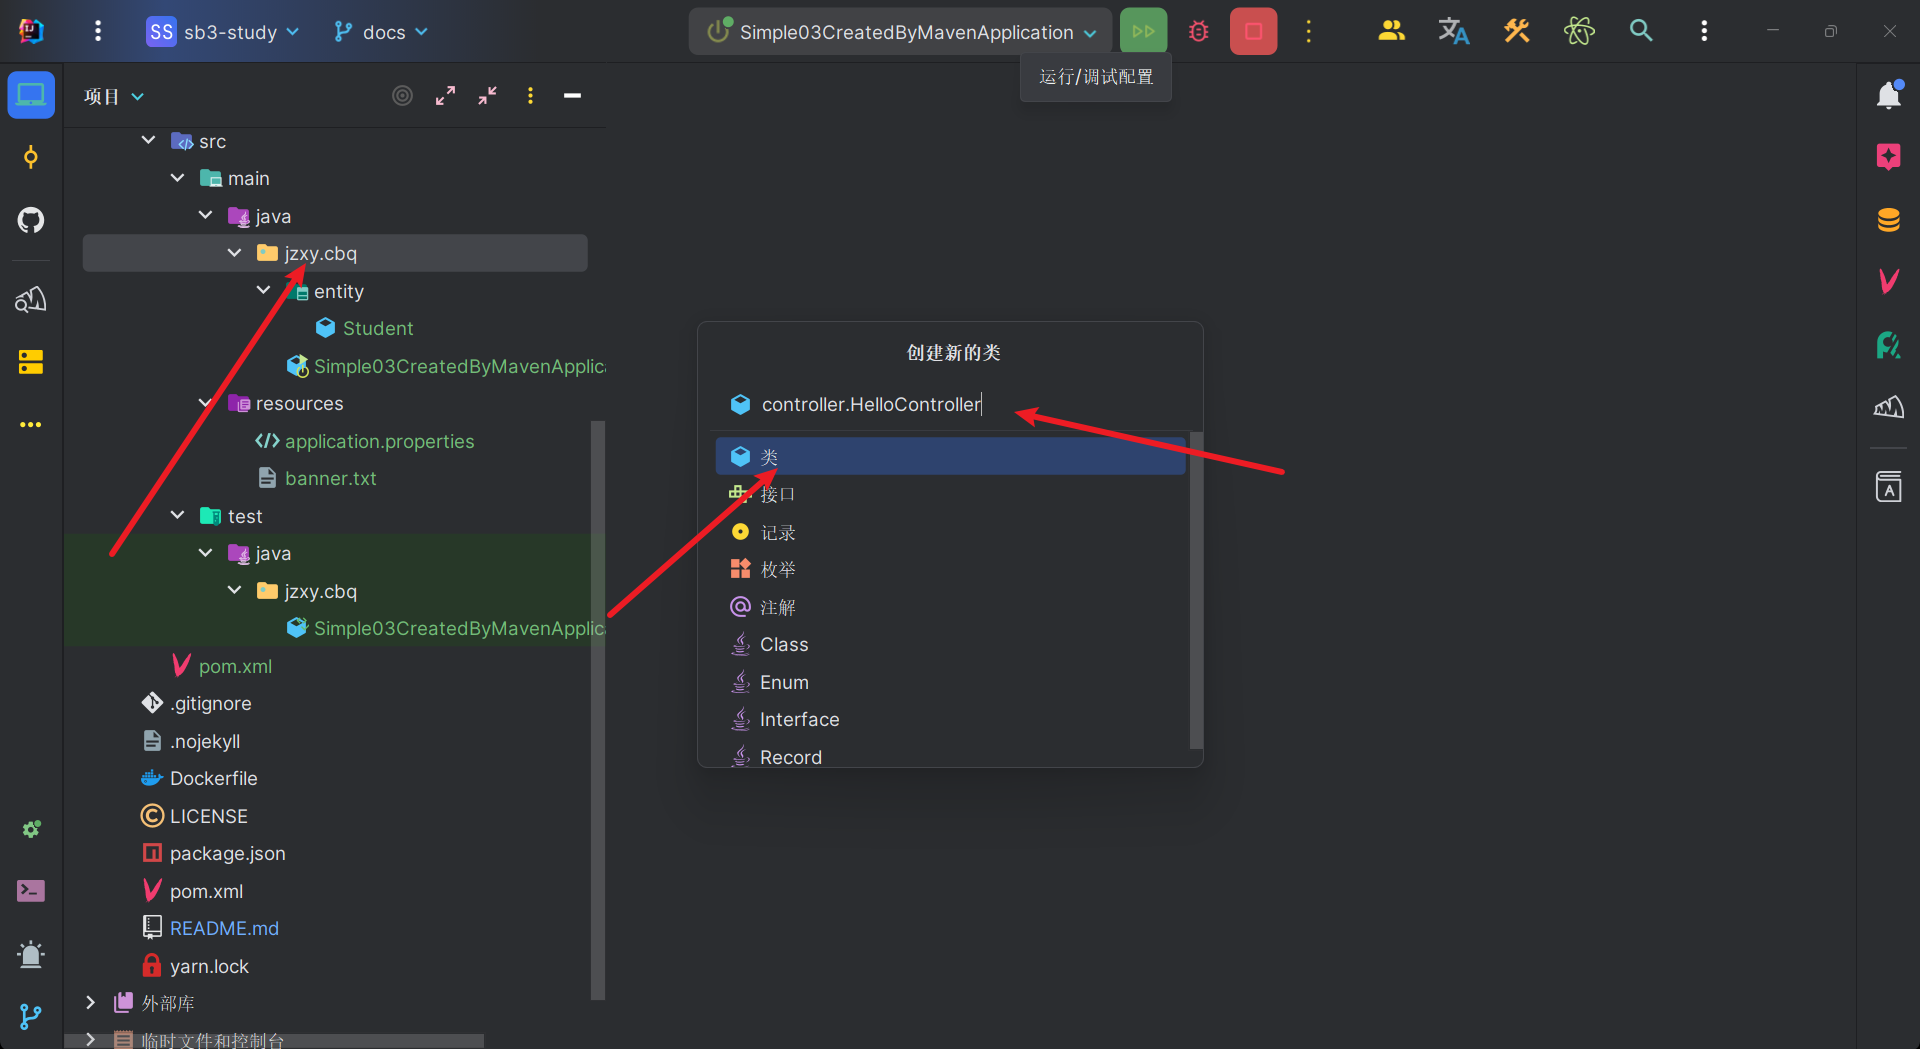 SS sb3-study
docs
Simple03CreatedByMavenApplication
运行/调试配置
项目
src
main
java
jzxy.cbq
entity
Student
Simple03CreatedByMavenApplic
resources
application.properties
banner.txt
test
java
jzxy.cbq
Simple03CreatedByMavenApplic
pom.xml
.gitignore
.nojekyll
Dockerfile
LICENSE
package.json
pom.xml
README.md
yarn.lock
外部库
临时文件和控制台
创建新的类
controller.HelloController
类
接口
记录
枚举
注解
Class
Enum
Interface
Record